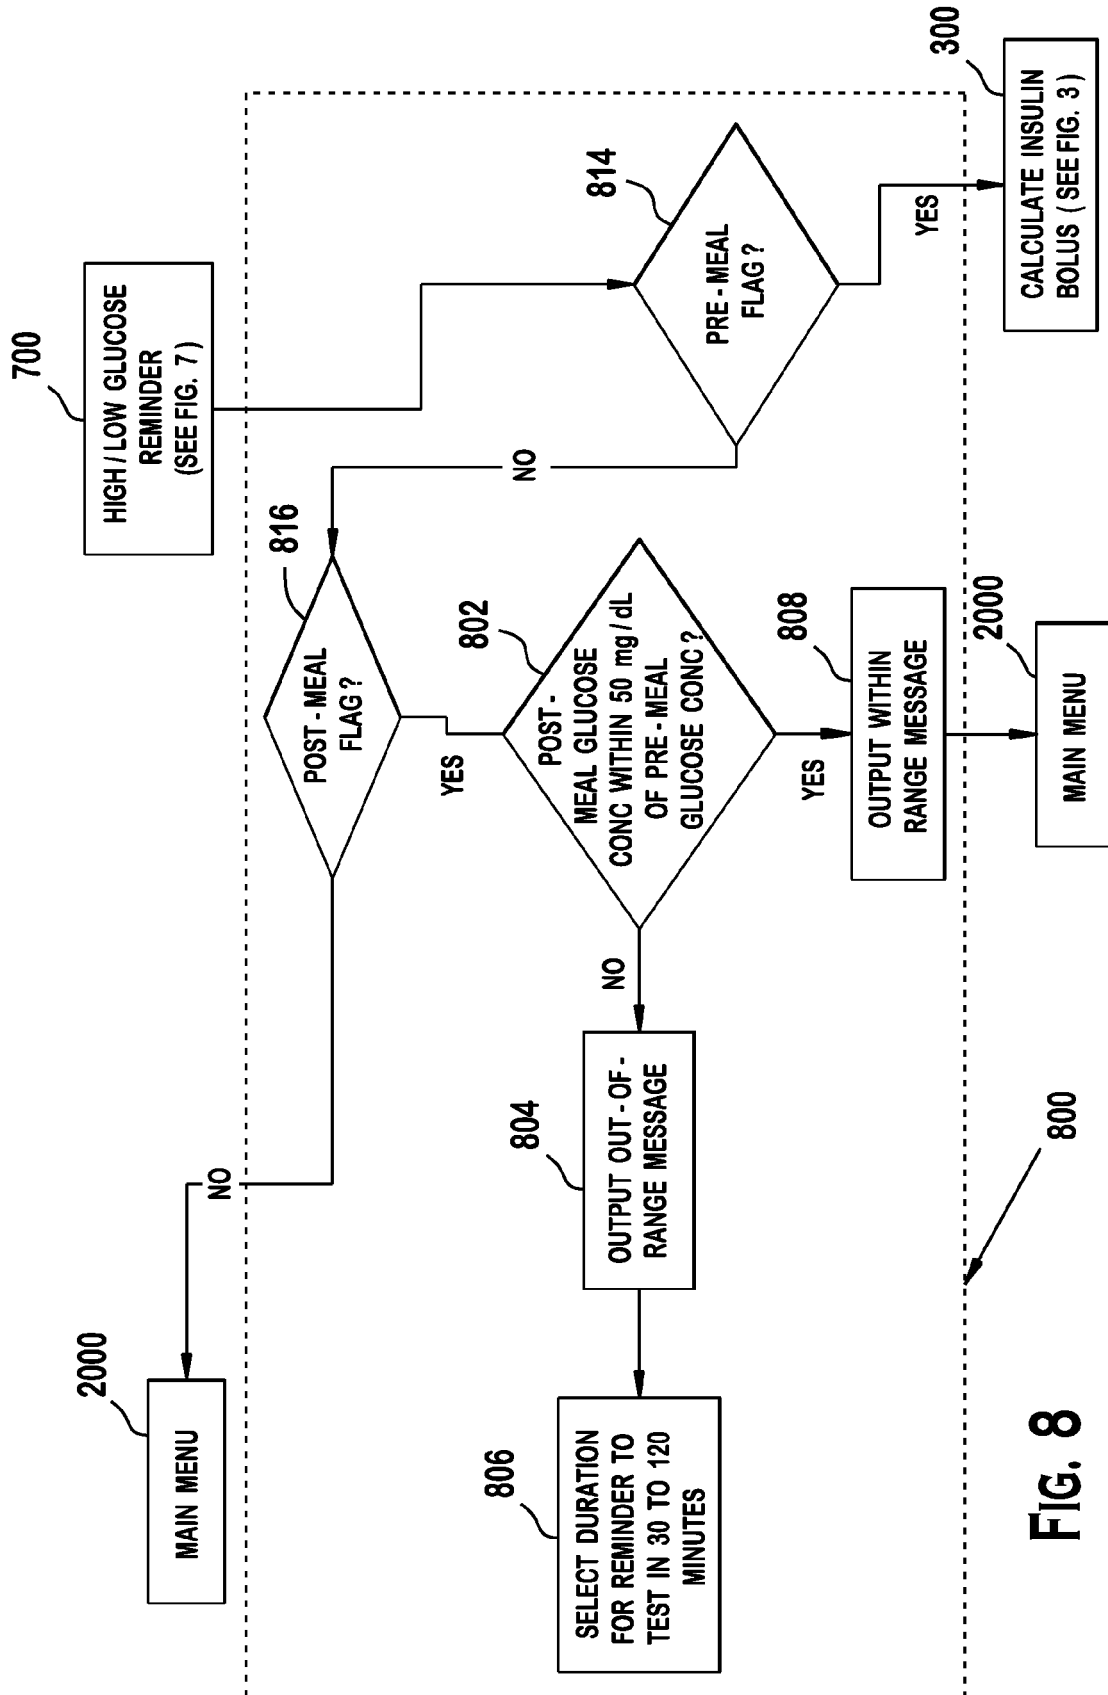 700
HIGH / LOW GLUCOSE
REMINDER
(SEE FIG. 7)
814
PRE - MEAL
FLAG ?
YES
300
CALCULATE INSULIN
BOLUS ( SEE FIG. 3 )
NO
816
POST - MEAL
FLAG ?
YES
802
POST -
MEAL GLUCOSE
CONC WITHIN 50 mg / dL
OF PRE - MEAL
GLUCOSE CONC ?
YES
808
OUTPUT WITHIN
RANGE MESSAGE
2000
MAIN MENU
NO
804
OUTPUT OUT - OF -
RANGE MESSAGE
806
SELECT DURATION
FOR REMINDER TO
TEST IN 30 TO 120
MINUTES
NO
2000
MAIN MENU
800
FIG. 8